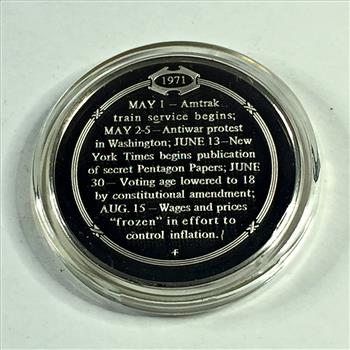 1971
MAY 1 — Amtrak
train service begins;
MAY 2-5 — Antiwar protest
in Washington; JUNE 13 — New
York Times begins publication
of secret Pentagon Papers; JUNE
30 — Voting age lowered to 18
by constitutional amendment;
AUG. 15 — Wages and prices
"frozen" in effort to
control inflation.